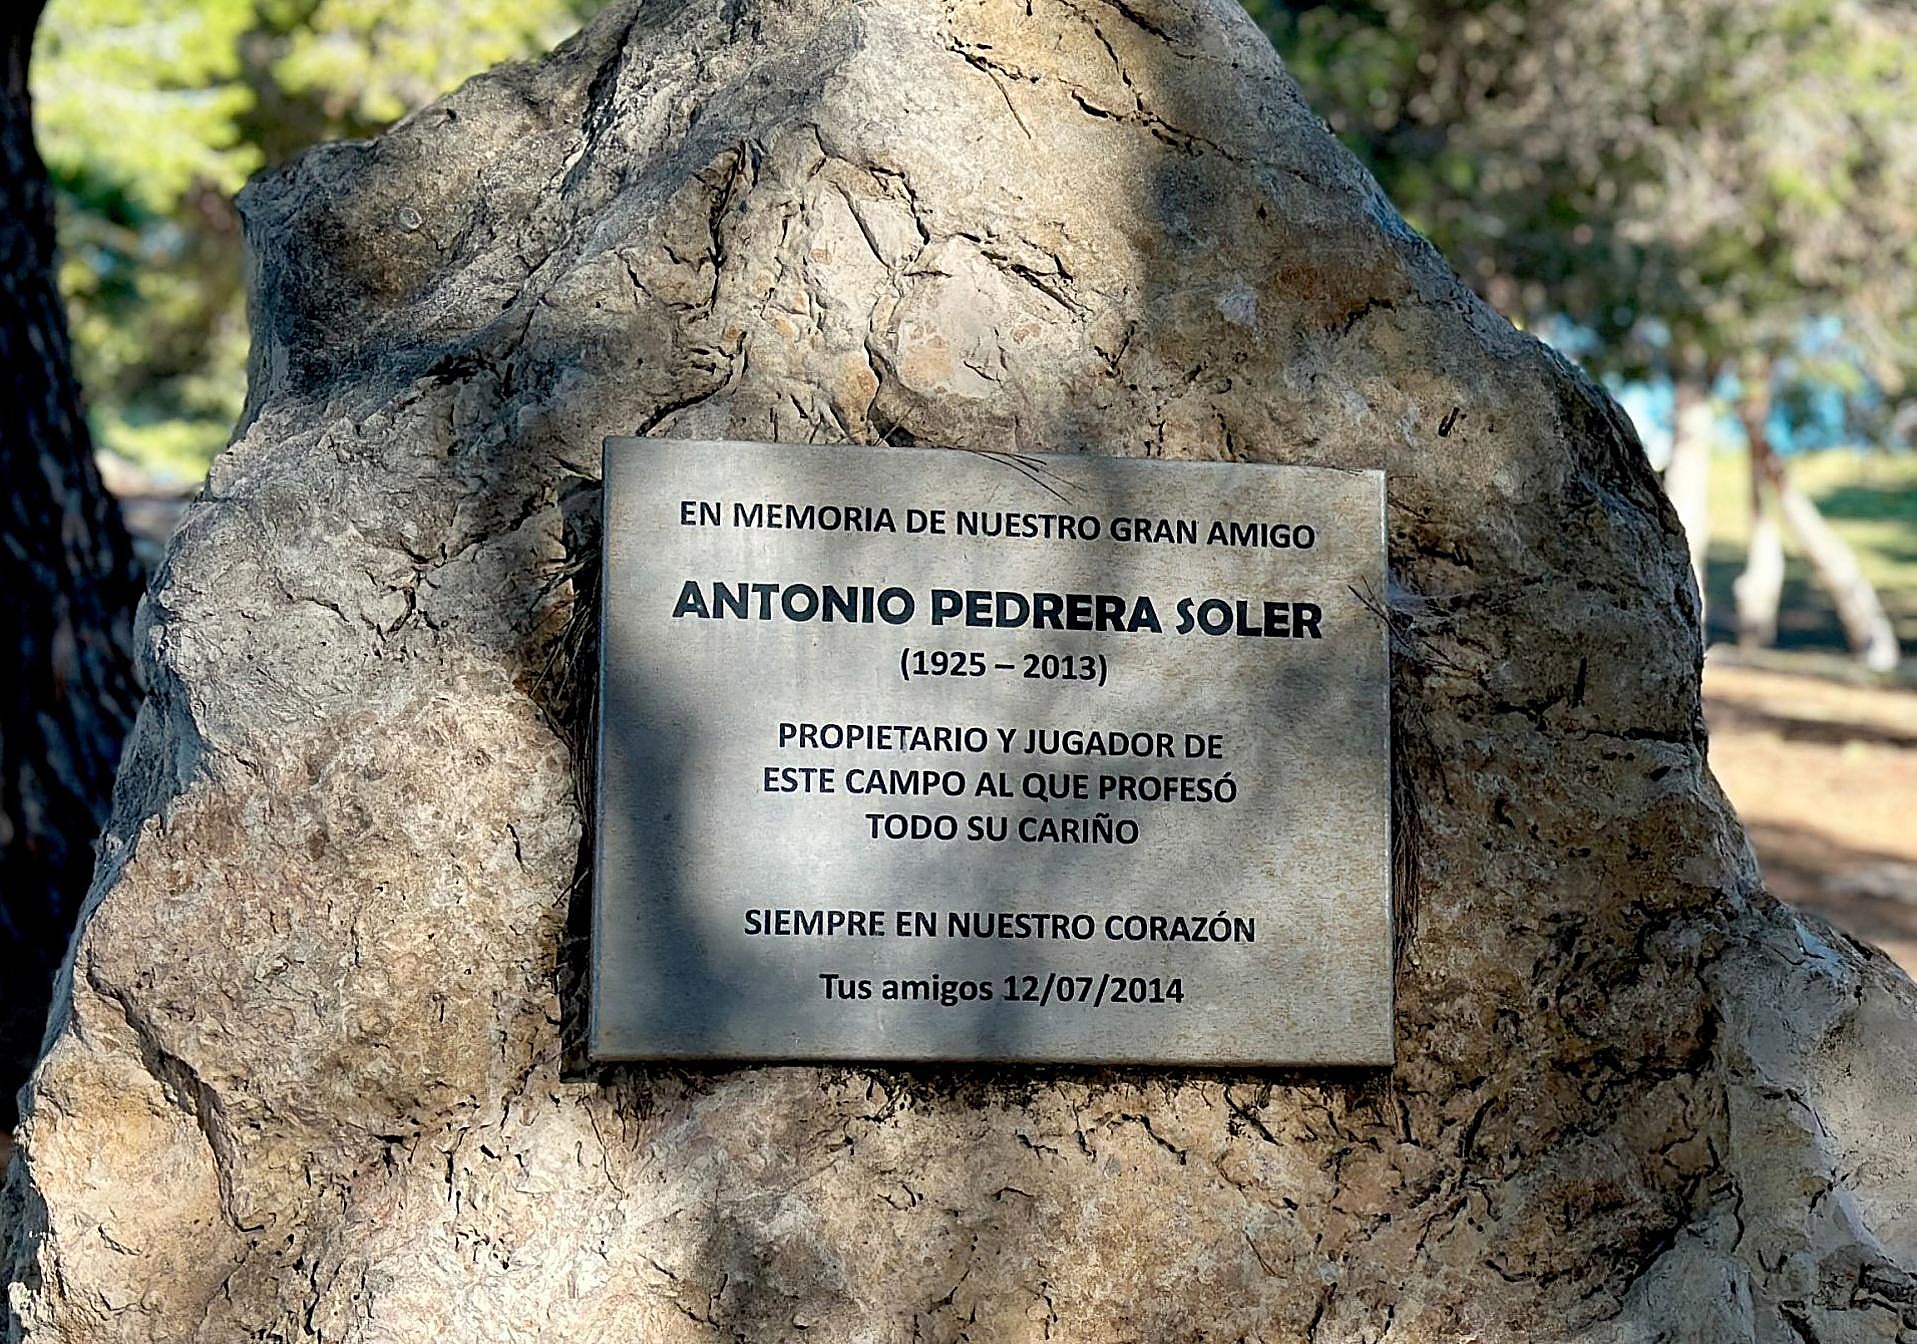 EN MEMORIA DE NUESTRO GRAN AMIGO
ANTONIO PEDRERA SOLER
(1925 – 2013)
PROPIETARIO Y JUGADOR DE
ESTE CAMPO AL QUE PROFESÓ
TODO SU CARIÑO
SIEMPRE EN NUESTRO CORAZÓN
Tus amigos 12/07/2014